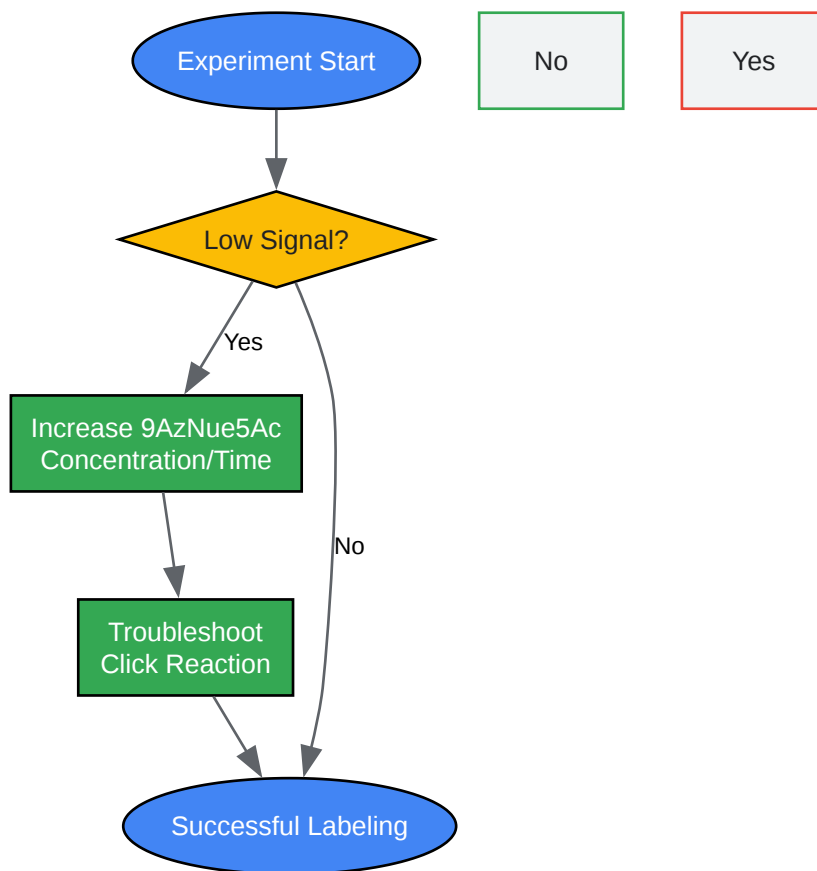 Experiment Start
No
Yes
Low Signal?
Yes
Increase 9AzNue5Ac
Concentration/Time
No
Troubleshoot
Click Reaction
Successful Labeling